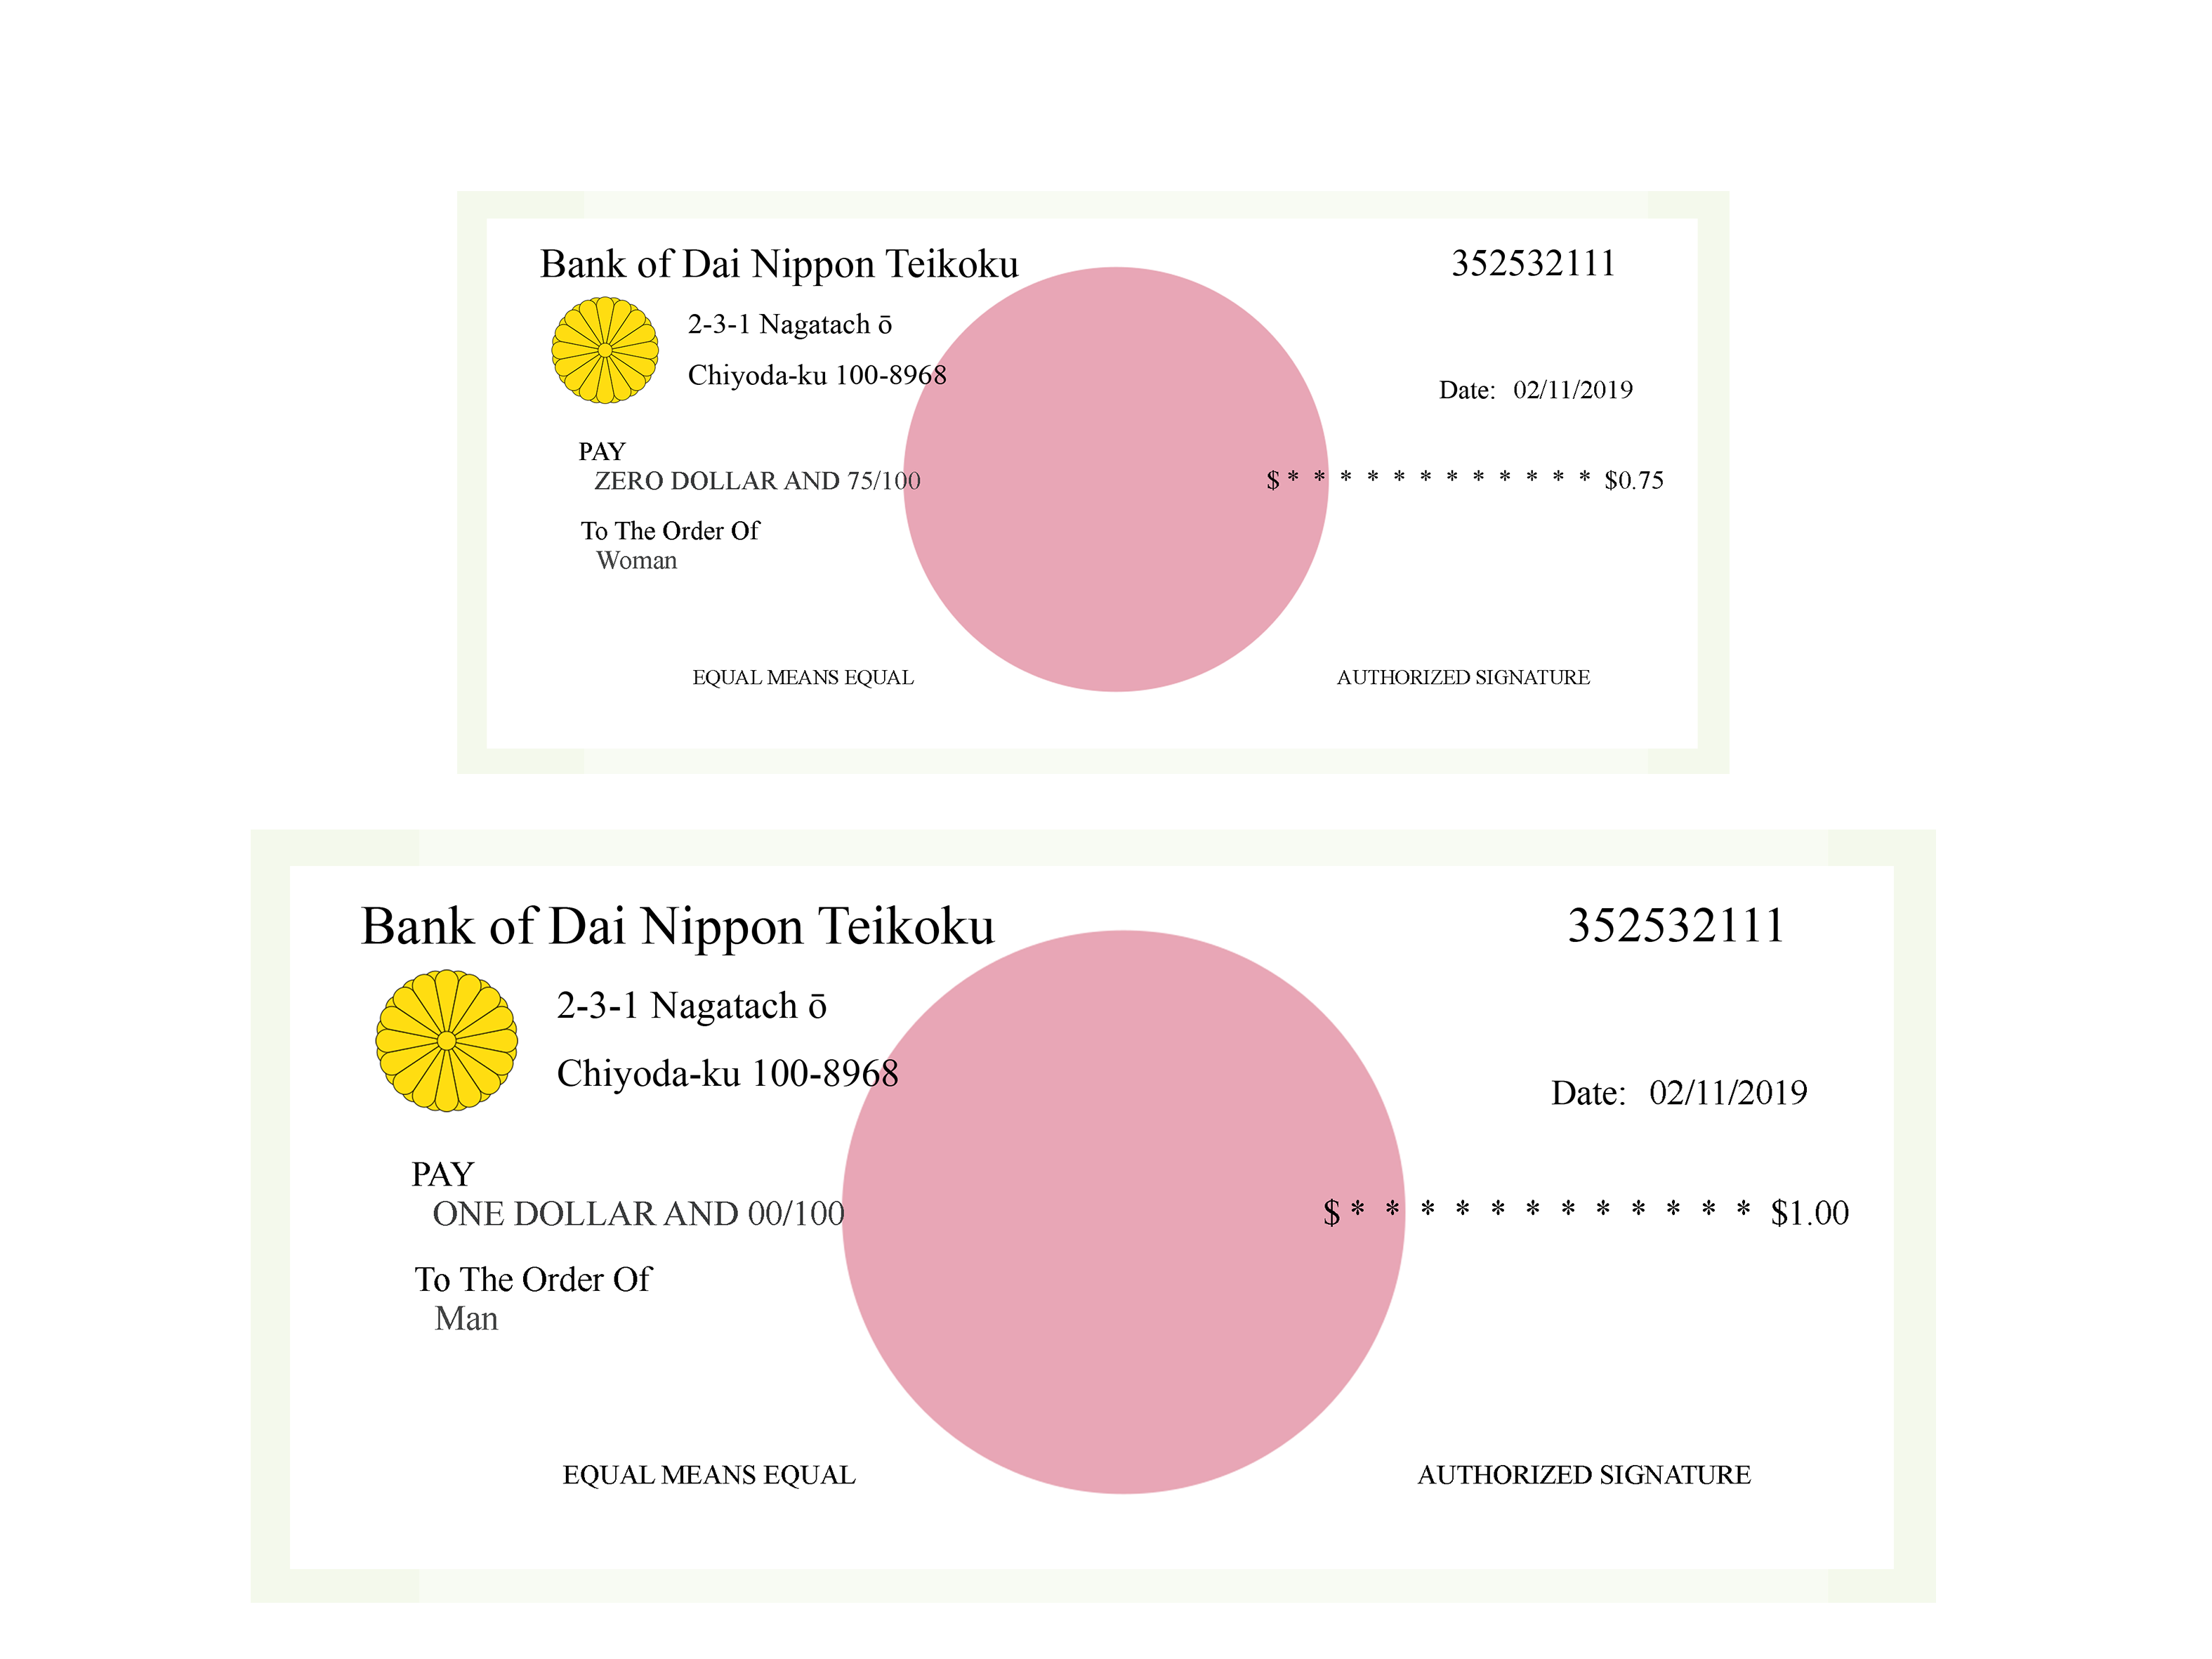 Bank of Dai Nippon Teikoku 352532111
2-3-1 Nagatach ō
Chiyoda-ku 100-8968
Date: 02/11/2019
PAY
ZERO DOLLAR AND 75/100 $ * * * * * * * * * * * * $0.75
To The Order Of
Woman
EQUAL MEANS EQUAL AUTHORIZED SIGNATURE
Bank of Dai Nippon Teikoku 352532111
2-3-1 Nagatach ō
Chiyoda-ku 100-8968
Date: 02/11/2019
PAY
ONE DOLLAR AND 00/100 $ * * * * * * * * * * * * $1.00
To The Order Of
Man
EQUAL MEANS EQUAL AUTHORIZED SIGNATURE